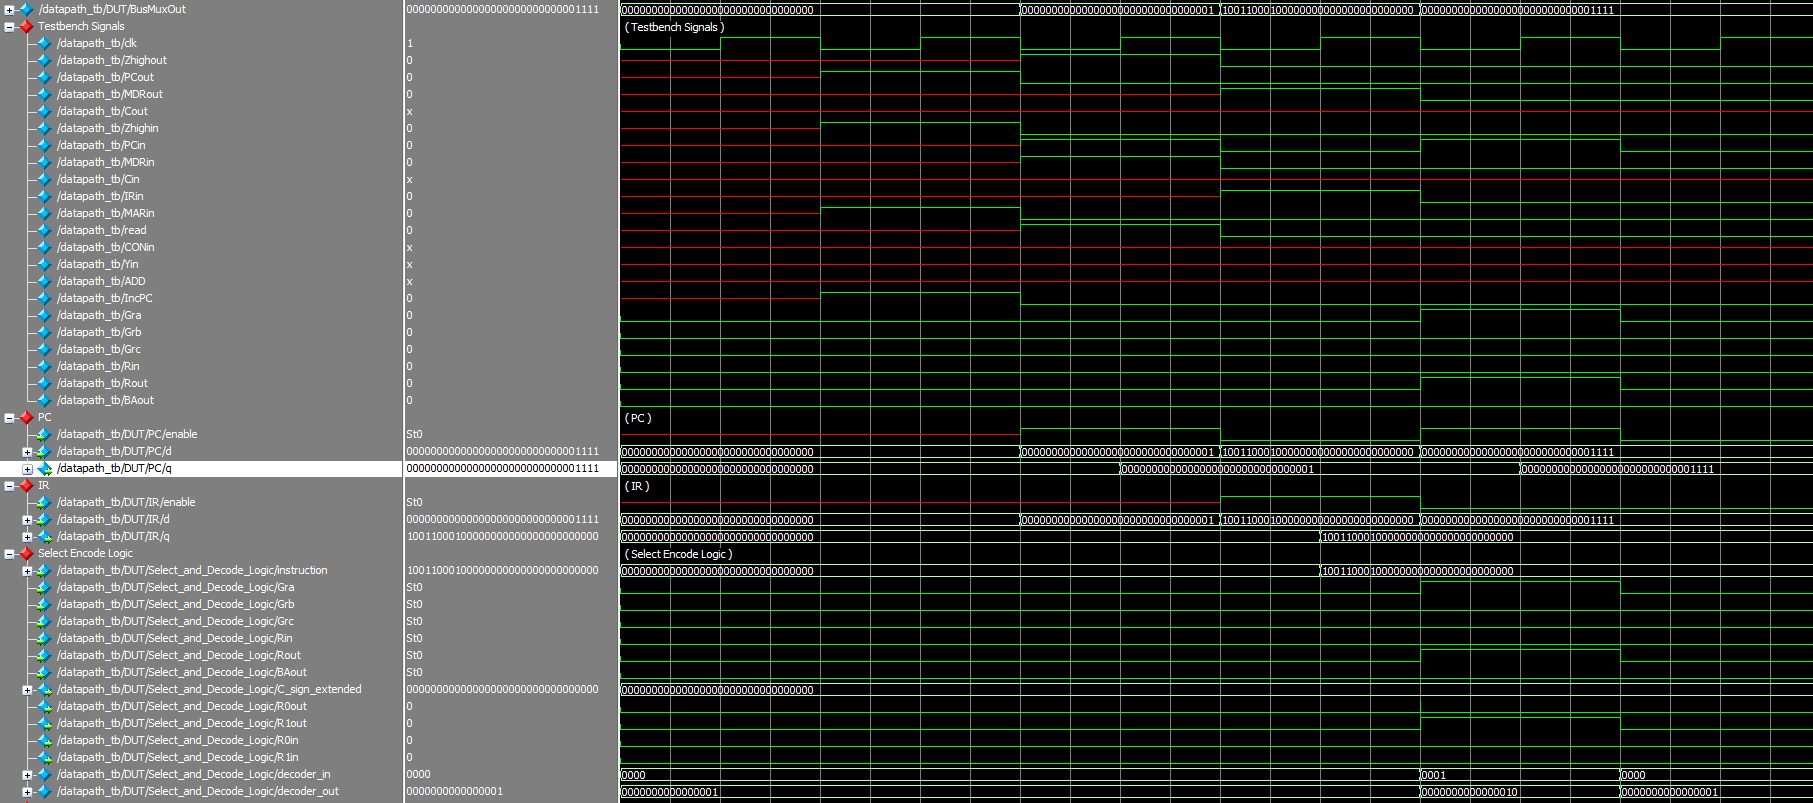 /datapath_tb/DUT/BusMuxOut 00000000000000000000000000001111 00000000000000000000000000000000 00000000000000000000000000000001 10011000100000000000000000000000 00000000000000000000000000001111
Testbench Signals ( Testbench Signals )
/datapath_tb/clk 1
/datapath_tb/Zhighout 0
/datapath_tb/PCout 0
/datapath_tb/MDRout 0
/datapath_tb/Cout x
/datapath_tb/Zhighin 0
/datapath_tb/PCin 0
/datapath_tb/MDRin 0
/datapath_tb/Cin x
/datapath_tb/IRin 0
/datapath_tb/MARin 0
/datapath_tb/read 0
/datapath_tb/CONin x
/datapath_tb/Yin x
/datapath_tb/ADD x
/datapath_tb/IncPC 0
/datapath_tb/Gra 0
/datapath_tb/Grb 0
/datapath_tb/Grc 0
/datapath_tb/Rin 0
/datapath_tb/Rout 0
/datapath_tb/BAout 0
PC ( PC )
/datapath_tb/DUT/PC/enable St0
/datapath_tb/DUT/PC/d 00000000000000000000000000001111 00000000000000000000000000000000 00000000000000000000000000000001 10011000100000000000000000000000 00000000000000000000000000001111
/datapath_tb/DUT/PC/q 00000000000000000000000000001111 00000000000000000000000000000000 00000000000000000000000000000001 00000000000000000000000000001111
IR ( IR )
/datapath_tb/DUT/IR/enable St0
/datapath_tb/DUT/IR/d 00000000000000000000000000001111 00000000000000000000000000000000 00000000000000000000000000000001 10011000100000000000000000000000 00000000000000000000000000001111
/datapath_tb/DUT/IR/q 10011000100000000000000000000000 00000000000000000000000000000000 10011000100000000000000000000000
Select Encode Logic ( Select Encode Logic )
/datapath_tb/DUT/Select_and_Decode_Logic/instruction 10011000100000000000000000000000 00000000000000000000000000000000 10011000100000000000000000000000
/datapath_tb/DUT/Select_and_Decode_Logic/Gra St0
/datapath_tb/DUT/Select_and_Decode_Logic/Grb St0
/datapath_tb/DUT/Select_and_Decode_Logic/Grc St0
/datapath_tb/DUT/Select_and_Decode_Logic/Rin St0
/datapath_tb/DUT/Select_and_Decode_Logic/Rout St0
/datapath_tb/DUT/Select_and_Decode_Logic/BAout St0
/datapath_tb/DUT/Select_and_Decode_Logic/C_sign_extended 00000000000000000000000000000000 00000000000000000000000000000000
/datapath_tb/DUT/Select_and_Decode_Logic/R0out 0
/datapath_tb/DUT/Select_and_Decode_Logic/R1out 0
/datapath_tb/DUT/Select_and_Decode_Logic/R0in 0
/datapath_tb/DUT/Select_and_Decode_Logic/R1in 0
/datapath_tb/DUT/Select_and_Decode_Logic/decoder_in 0000 0000 0001 0000
/datapath_tb/DUT/Select_and_Decode_Logic/decoder_out 0000000000000001 0000000000000001 0000000000000010 0000000000000001